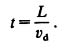 t = L / v_d .